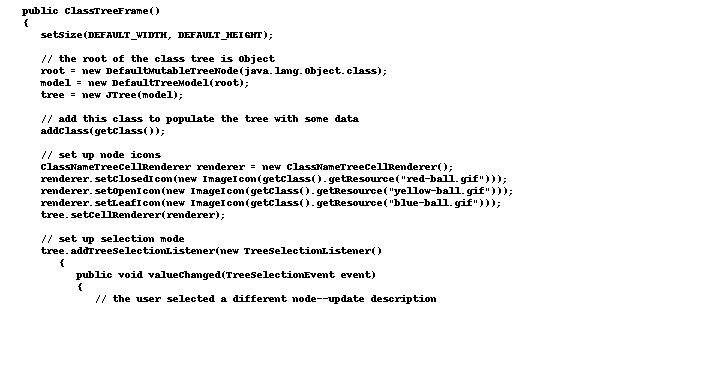 public ClassTreeFrame()
{
setSize(DEFAULT_WIDTH, DEFAULT_HEIGHT);
// the root of the class tree is Object
root = new DefaultMutableTreeNode(java.lang.Object.class);
model = new DefaultTreeModel(root);
tree = new JTree(model);
// add this class to populate the tree with some data
addClass(getClass());
// set up node icons
ClassNameTreeCellRenderer renderer = new ClassNameTreeCellRenderer();
renderer.setClosedIcon(new ImageIcon(getClass().getResource("red-ball.gif")));
renderer.setOpenIcon(new ImageIcon(getClass().getResource("yellow-ball.gif")));
renderer.setLeafIcon(new ImageIcon(getClass().getResource("blue-ball.gif")));
tree.setCellRenderer(renderer);
// set up selection mode
tree.addTreeSelectionListener(new TreeSelectionListener()
{
public void valueChanged(TreeSelectionEvent event)
{
// the user selected a different node--update description